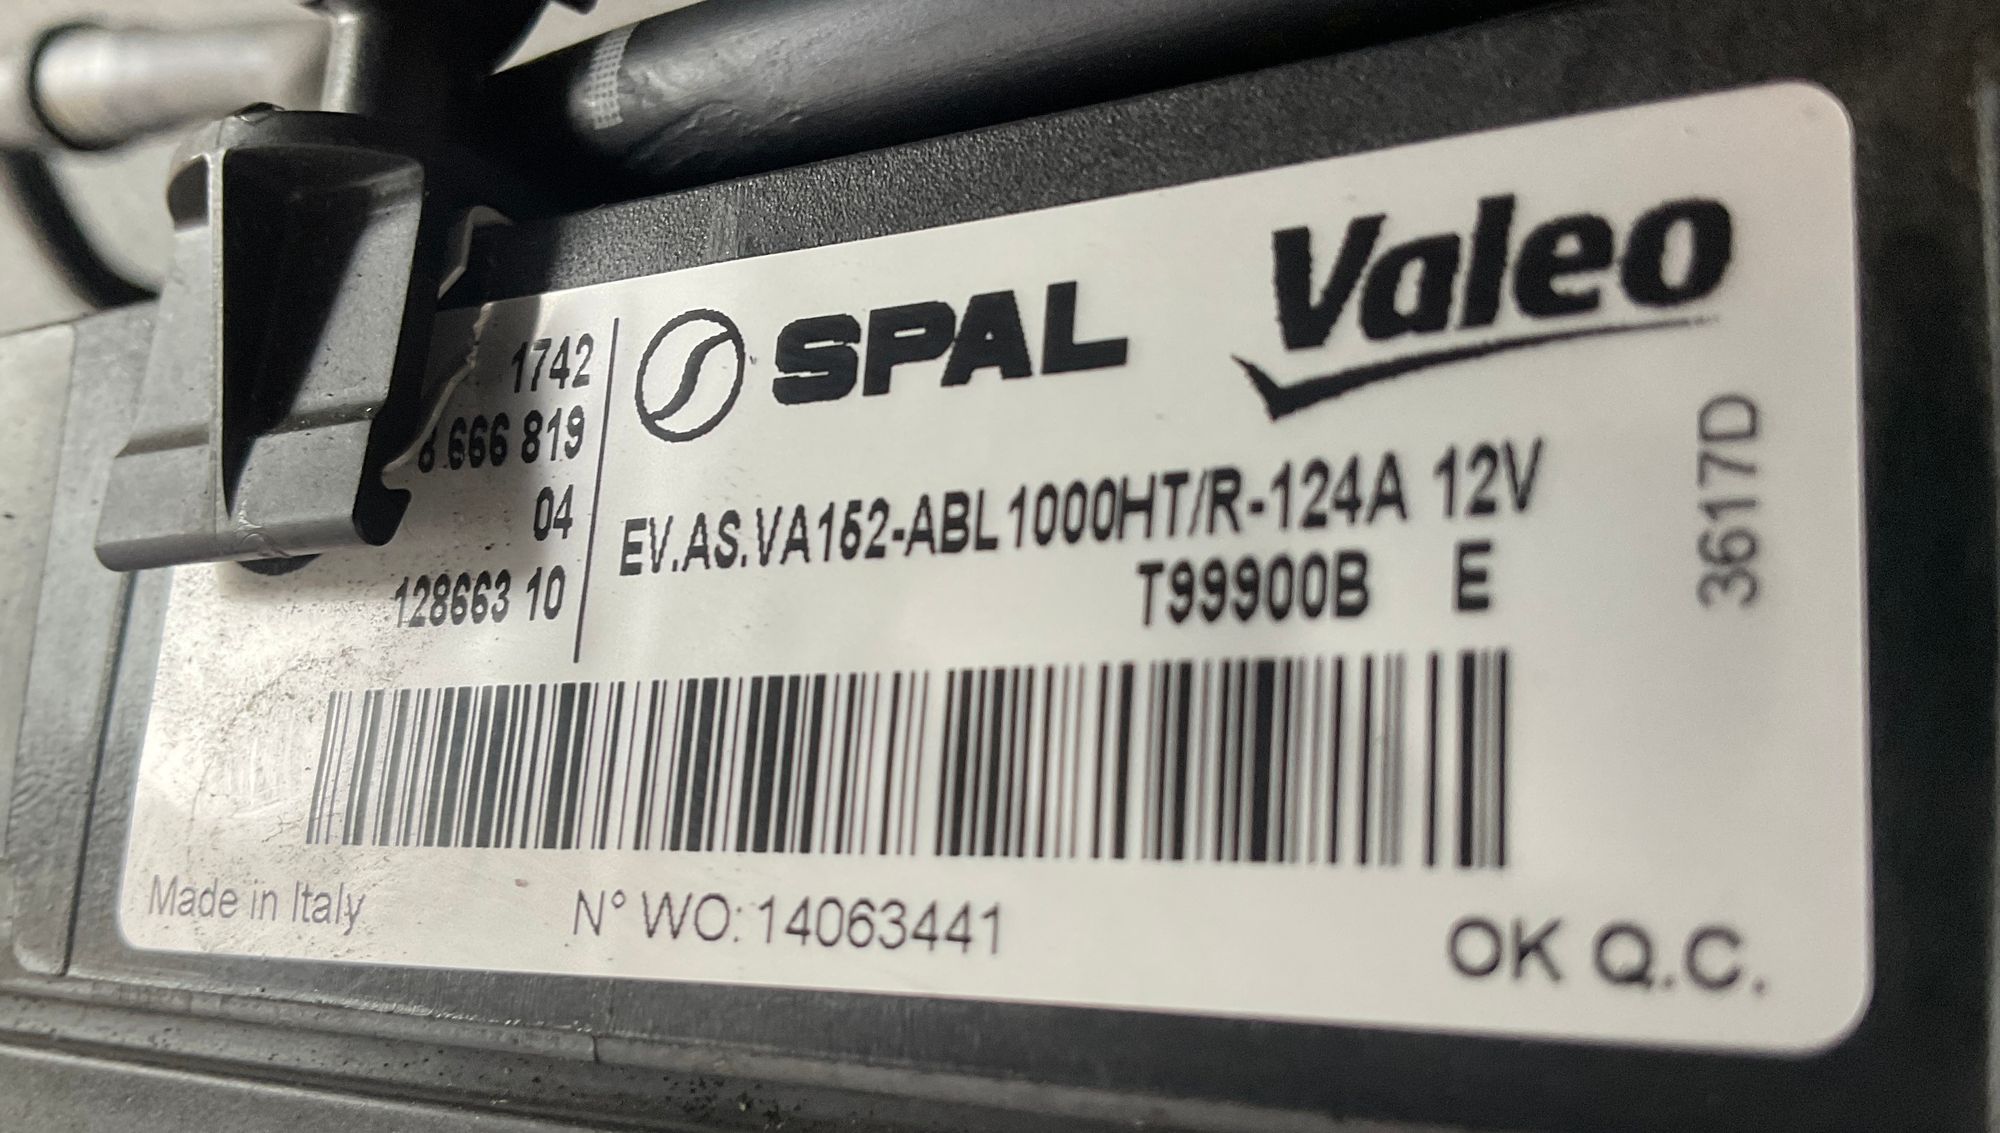 1742
8 666 819
04
128663 10
SPAL
Valeo
EV.AS.VA152-ABL1000HT/R-124A 12V
T99900B E
3617D
Made in Italy
N° WO: 14063441
OK Q.C.